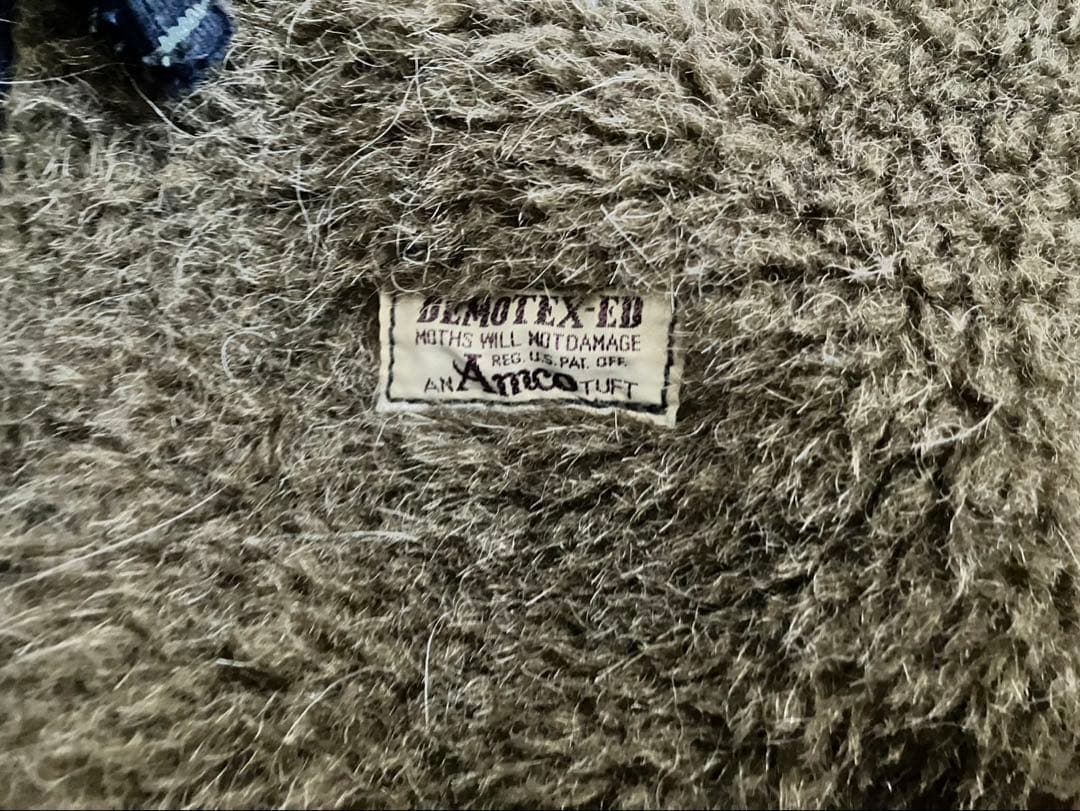 DEMOTEX-ED
MOTHS WILL NOT DAMAGE
REG. U.S. PAT. OFF.
AN Amco TUFT